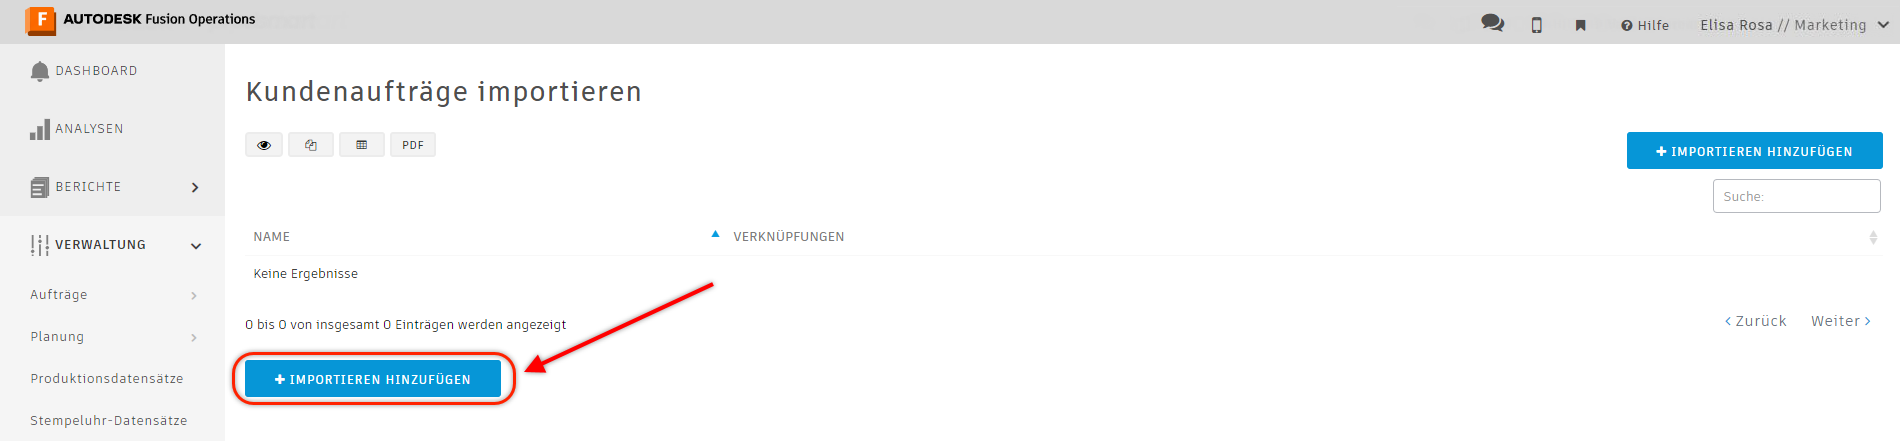 F AUTODESK Fusion Operations
Hilfe
Elisa Rosa // Marketing
DASHBOARD
ANALYSEN
BERICHTE
VERWALTUNG
Aufträge
Planung
Produktionsdatensätze
Stempeluhr-Datensätze
Kundenaufträge importieren
PDF
+ IMPORTIEREN HINZUFÜGEN
Suche:
NAME
VERKNÜPFUNGEN
Keine Ergebnisse
0 bis 0 von insgesamt 0 Einträgen werden angezeigt
< Zurück
Weiter >
+ IMPORTIEREN HINZUFÜGEN